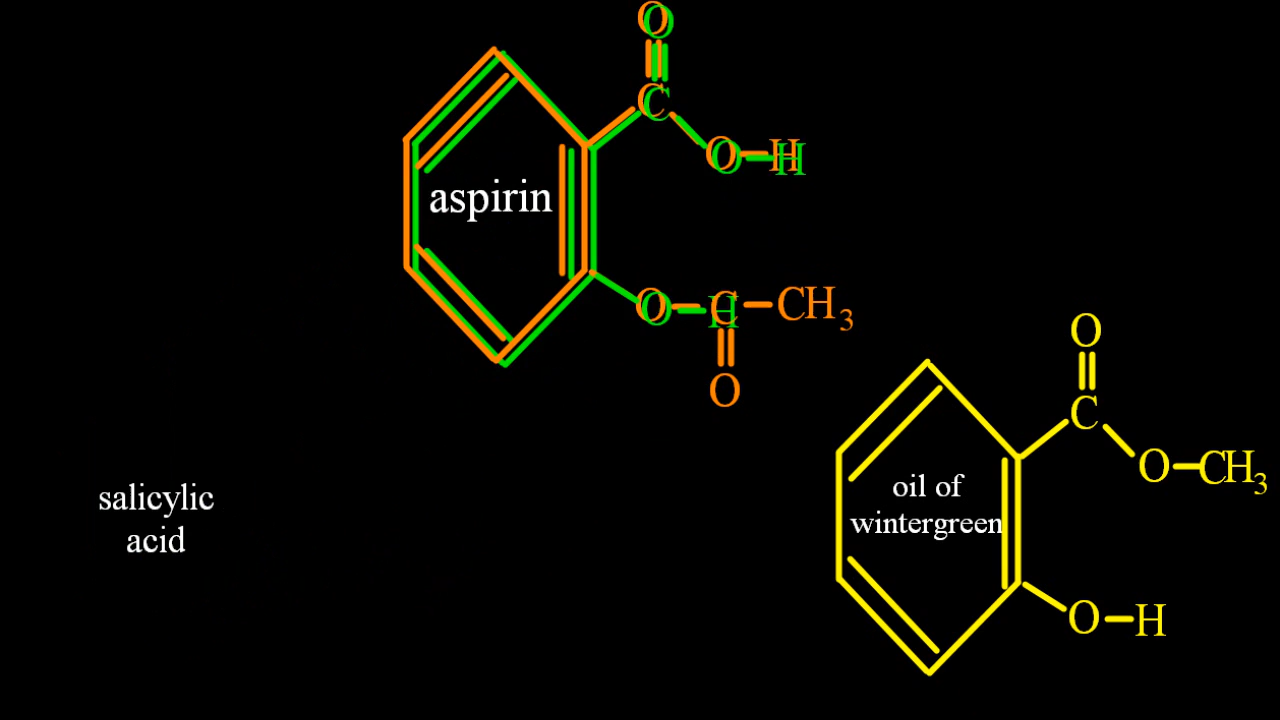 O
C
O H
aspirin
O C CH3
H
O
O
C
O CH3
oil of
wintergreen
O H
salicylic
acid